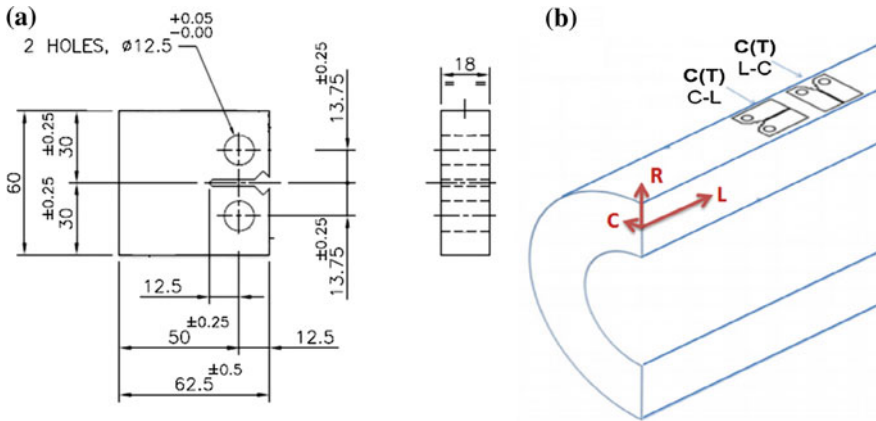 (a)
+0.05
-0.00
2 HOLES, ø12.5
±0.25
13.75
±0.25
30
60
±0.25
30
±0.25
13.75
12.5
±0.25
50
12.5
±0.5
62.5
18
=
=
(b)
C(T)
L-C
C(T)
C-L
R
L
C